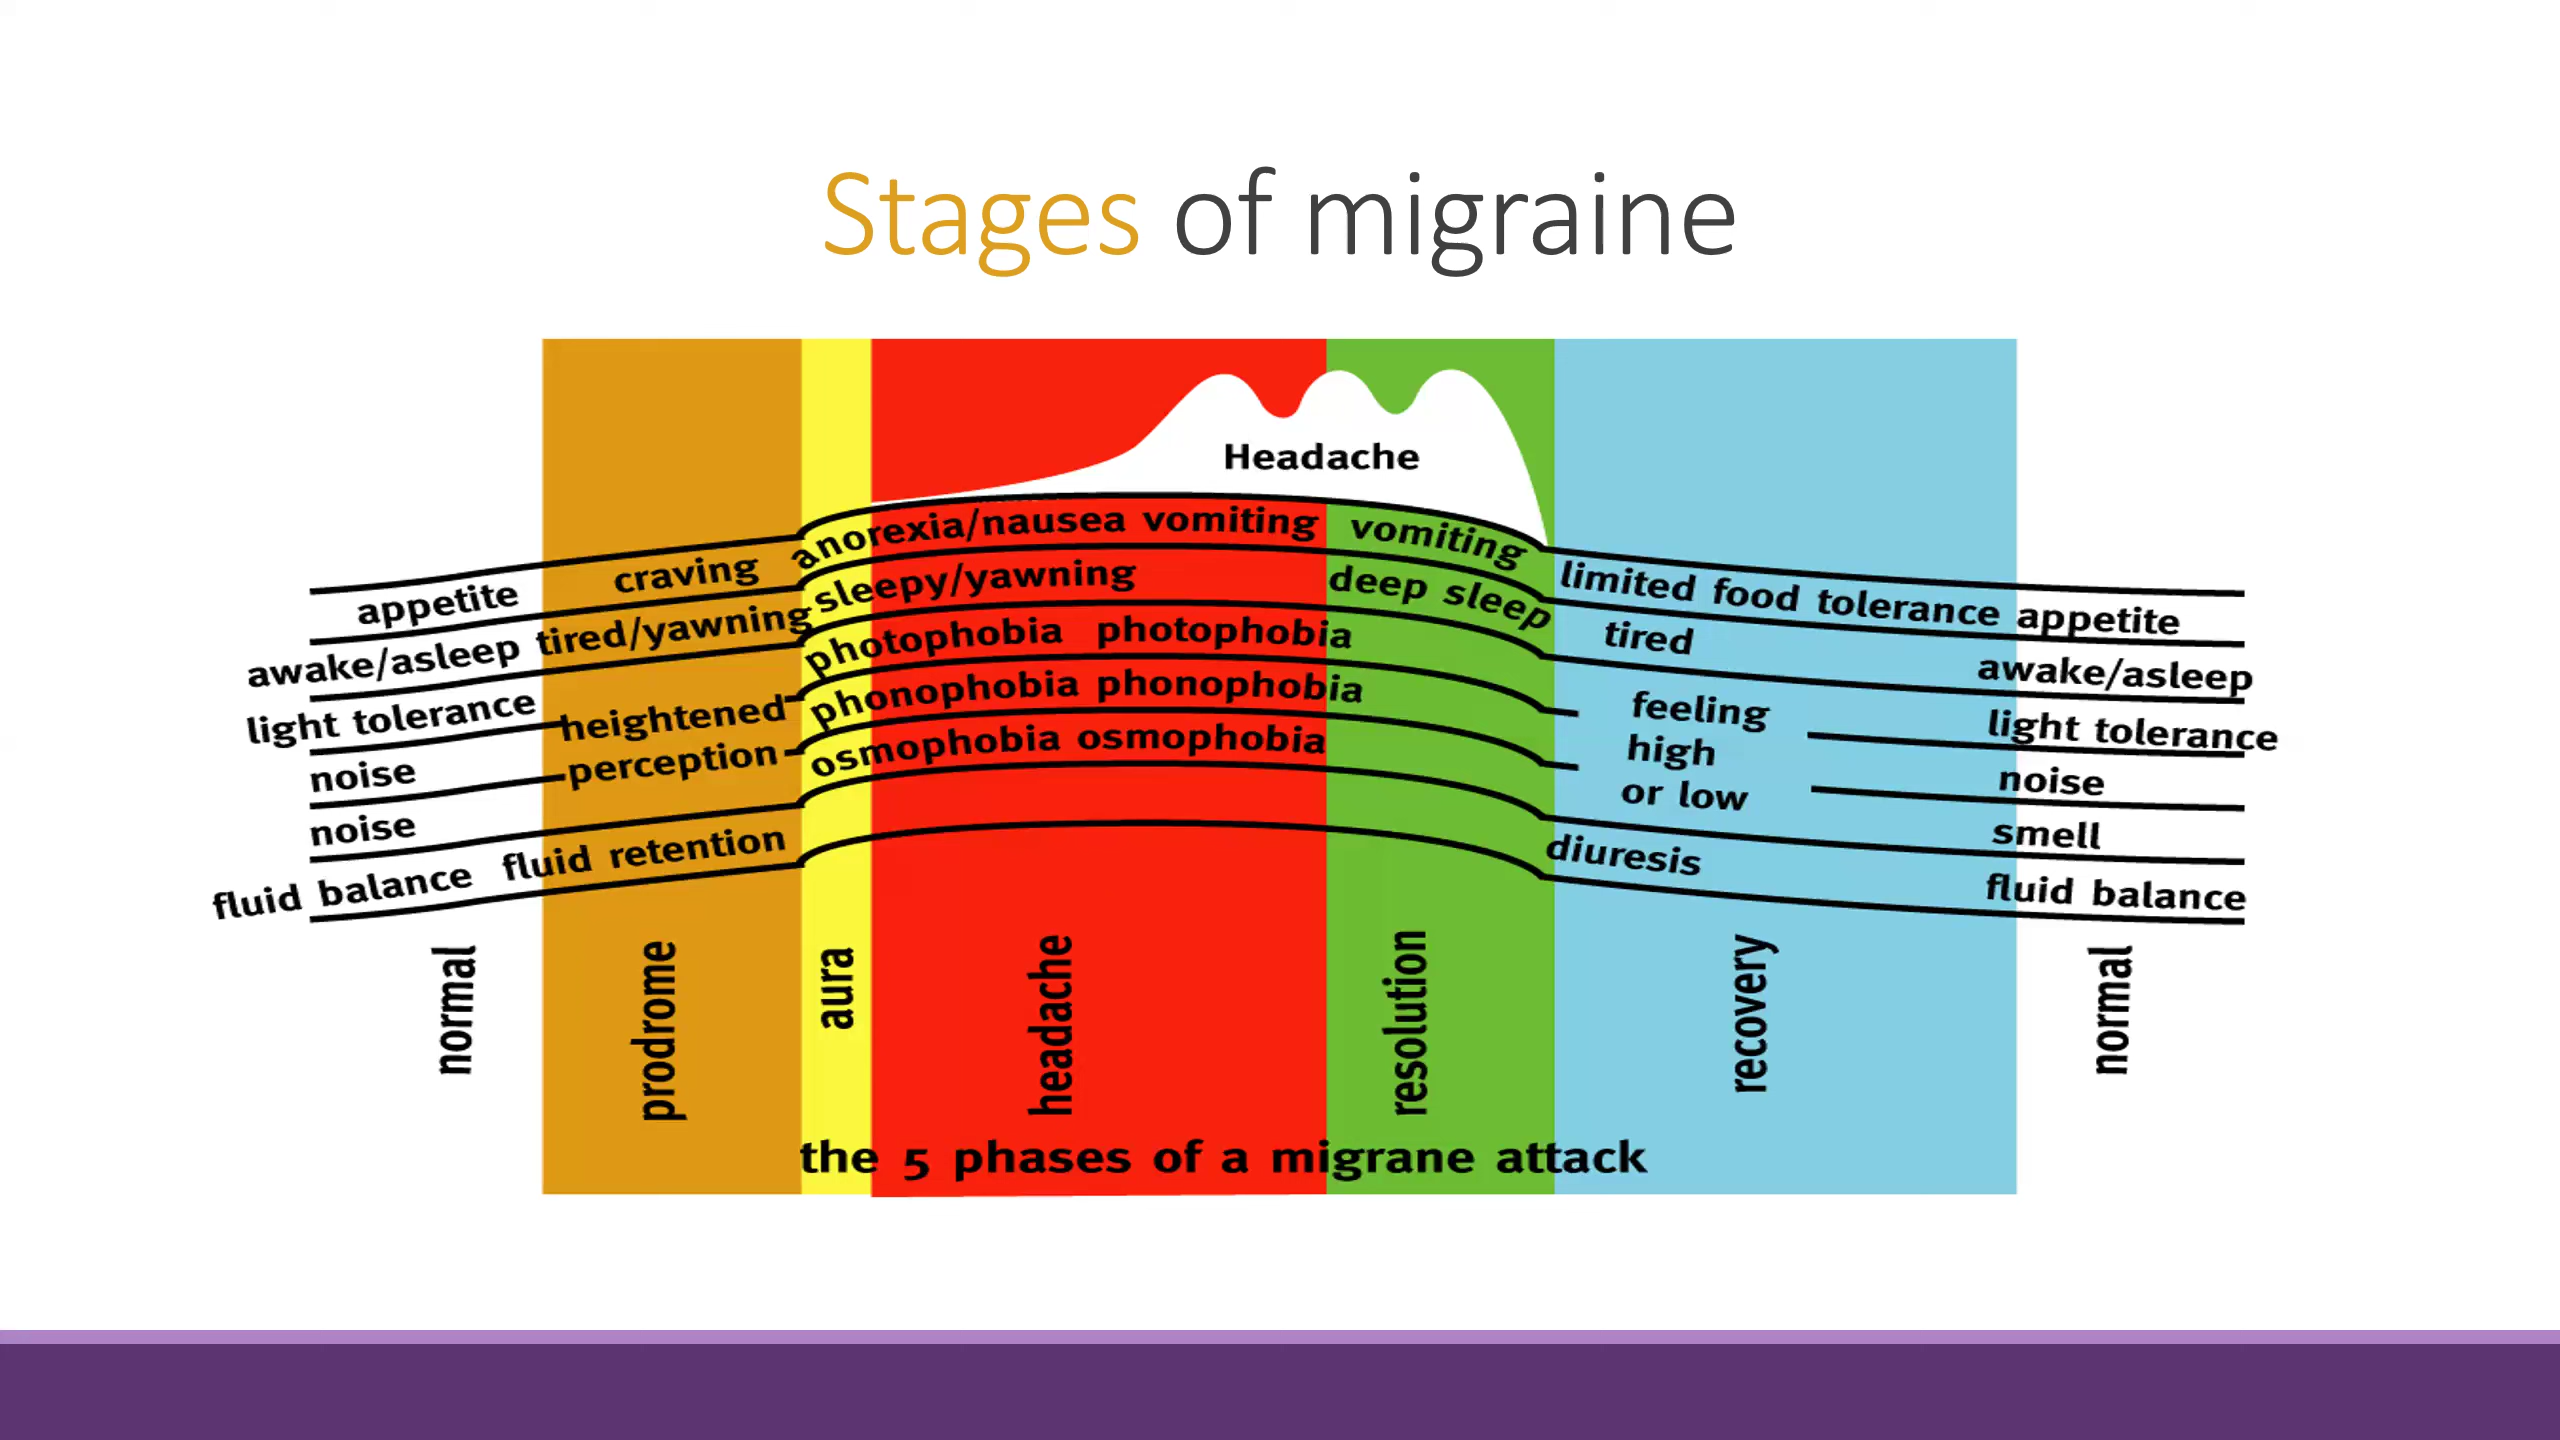 Stages of migraine
Headache
appetite craving anorexia/nausea vomiting vomiting limited food tolerance appetite
awake/asleep tired/yawning sleepy/yawning deep sleep tired awake/asleep
light tolerance heightened photophobia photophobia feeling light tolerance
noise perception phonophobia phonophobia high noise
noise osmophobia osmophobia or low smell
fluid balance fluid retention diuresis fluid balance
normal
prodrome
aura
headache
resolution
recovery
normal
the 5 phases of a migrane attack